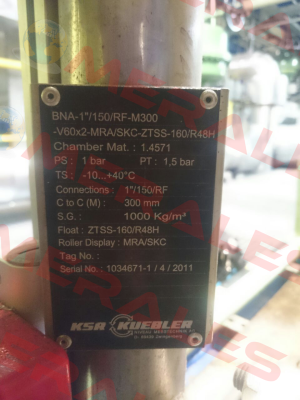 BNA-1"/150/RF-M300
-V60x2-MRA/SKC-ZTSS-160/R48H
Chamber Mat. : 1.4571
PS : 1 bar PT : 1,5 bar
TS : -10...+40°C
Connections : 1"/150/RF
C to C (M) : 300 mm
S.G. : 1000 Kg/m³
Float : ZTSS-160/R48H
Roller Display : MRA/SKC
Tag No. :
Serial No. : 1034671-1 / 4 / 2011
KSR KUEBLER